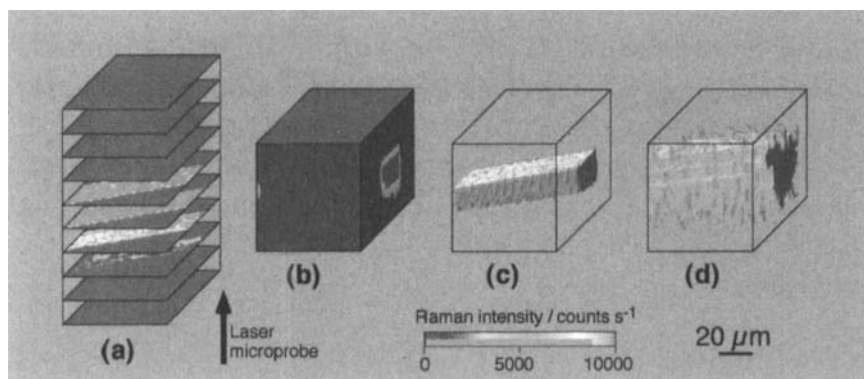 (a)
Laser
microprobe
(b)
(c)
(d)
Raman intensity / counts s⁻¹
0 5000 10000
20 µm